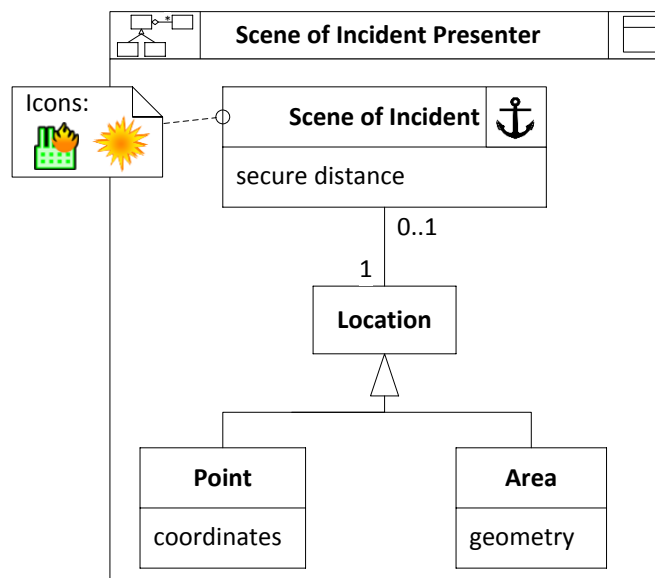 *
Scene of Incident Presenter
Icons:
Scene of Incident
secure distance
0..1
1
Location
Point
Area
coordinates
geometry